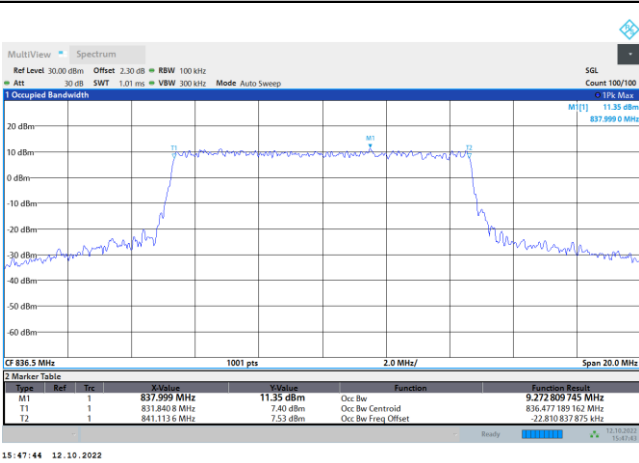 MultiView Spectrum
Ref Level 30.00 dBm Offset 2.30 dB RBW 100 kHz SGL
Att 30 dB SWT 1.01 ms VBW 300 kHz Mode Auto Sweep Count 100/100
1 Occupied Bandwidth 1Pk Max
M1[1] 11.35 dBm
837.999 0 MHz
20 dBm
M1
T1
T2
10 dBm
0 dBm
-10 dBm
-20 dBm
-30 dBm
-40 dBm
-50 dBm
-60 dBm
CF 836.5 MHz 1001 pts 2.0 MHz/ Span 20.0 MHz
2 Marker Table
Type Ref Trc X-Value Y-Value Function Function Result
M1 1 837.999 MHz 11.35 dBm Occ Bw 9.272 809 745 MHz
T1 1 831.840 8 MHz 7.40 dBm Occ Bw Centroid 836.477 189 162 MHz
T2 1 841.113 6 MHz 7.53 dBm Occ Bw Freq Offset -22.810 837 875 kHz
Ready 12.10.2022
15:47:43
15:47:44 12.10.2022